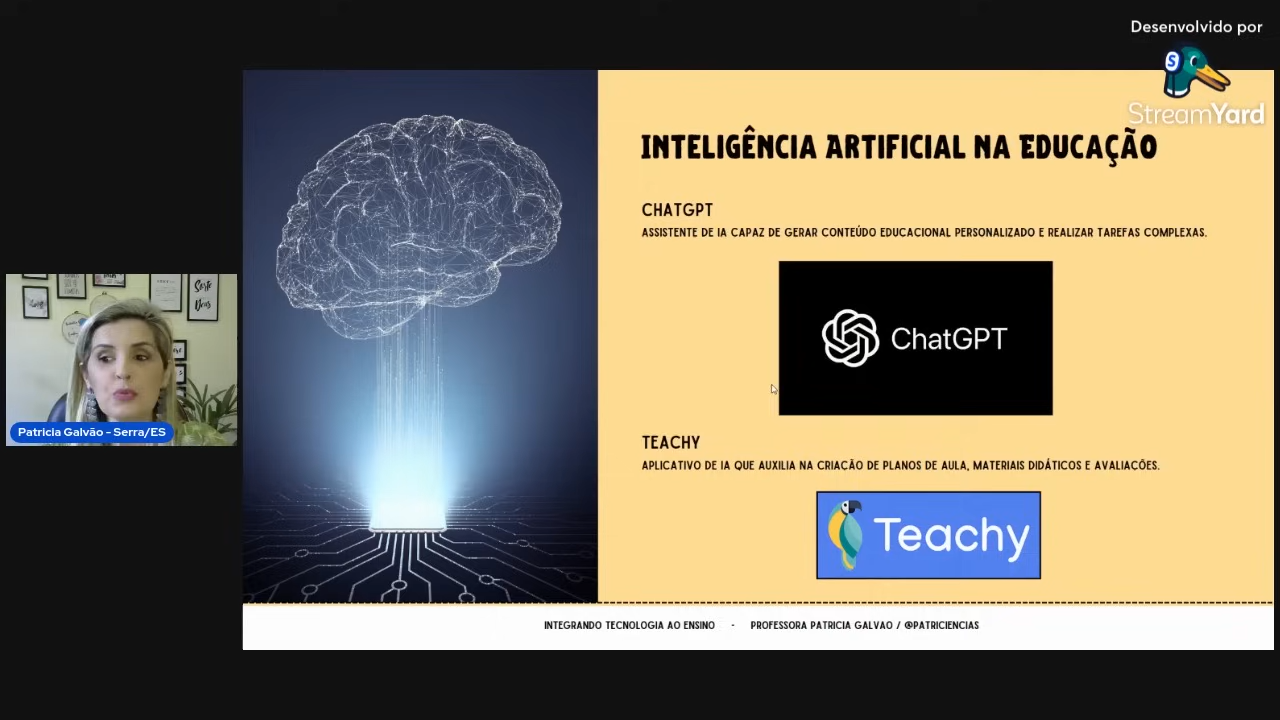 Desenvolvido por
StreamYard
INTELIGÊNCIA ARTIFICIAL NA EDUCAÇÃO
CHATGPT
ASSISTENTE DE IA CAPAZ DE GERAR CONTEÚDO EDUCACIONAL PERSONALIZADO E REALIZAR TAREFAS COMPLEXAS.
ChatGPT
TEACHY
APLICATIVO DE IA QUE AUXILIA NA CRIAÇÃO DE PLANOS DE AULA, MATERIAIS DIDÁTICOS E AVALIAÇÕES.
Teachy
INTEGRANDO TECNOLOGIA AO ENSINO - PROFESSORA PATRICIA GALVAO / @PATRICIENCIAS
Sorte
Patricia Galvão - Serra/ES